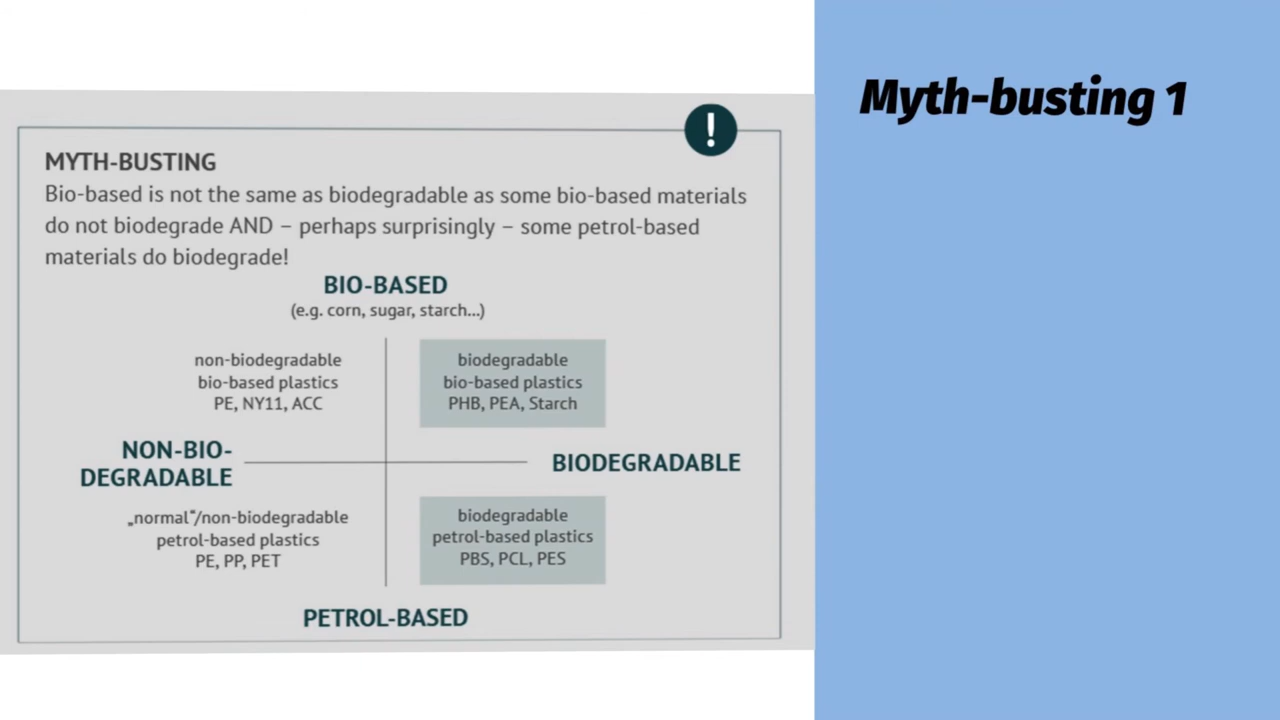 Myth-busting 1
!
MYTH-BUSTING
Bio-based is not the same as biodegradable as some bio-based materials
do not biodegrade AND – perhaps surprisingly – some petrol-based
materials do biodegrade!
BIO-BASED
(e.g. corn, sugar, starch...)
non-biodegradable
bio-based plastics
PE, NY11, ACC
biodegradable
bio-based plastics
PHB, PEA, Starch
NON-BIO-
DEGRADABLE
BIODEGRADABLE
„normal“/non-biodegradable
petrol-based plastics
PE, PP, PET
biodegradable
petrol-based plastics
PBS, PCL, PES
PETROL-BASED